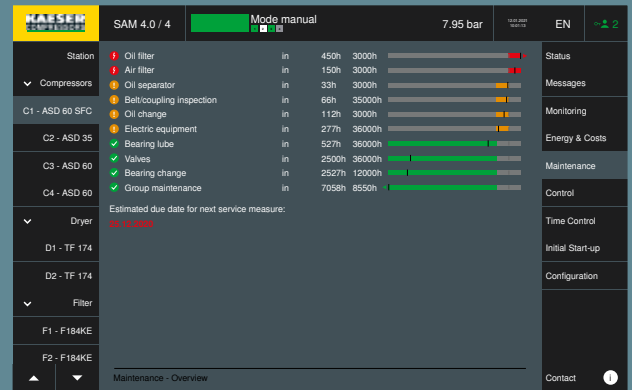 KAESER
SAM 4.0 / 4
Mode manual
7.95 bar
EN
2
Station
Compressors
C1 - ASD 60 SFC
C2 - ASD 35
C3 - ASD 60
C4 - ASD 60
Dryer
D1 - TF 174
D2 - TF 174
Filter
F1 - F184KE
F2 - F184KE
Oil filter in 450h 3000h
Air filter in 150h 3000h
Oil separator in 33h 3000h
Belt/coupling inspection in 66h 35000h
Oil change in 112h 3000h
Electric equipment in 277h 36000h
Bearing lube in 527h 36000h
Valves in 2500h 36000h
Bearing change in 2527h 12000h
Group maintenance in 7058h 8550h
Estimated due date for next service measure:
Maintenance - Overview
Status
Messages
Monitoring
Energy & Costs
Maintenance
Control
Time Control
Initial Start-up
Configuration
Contact
i